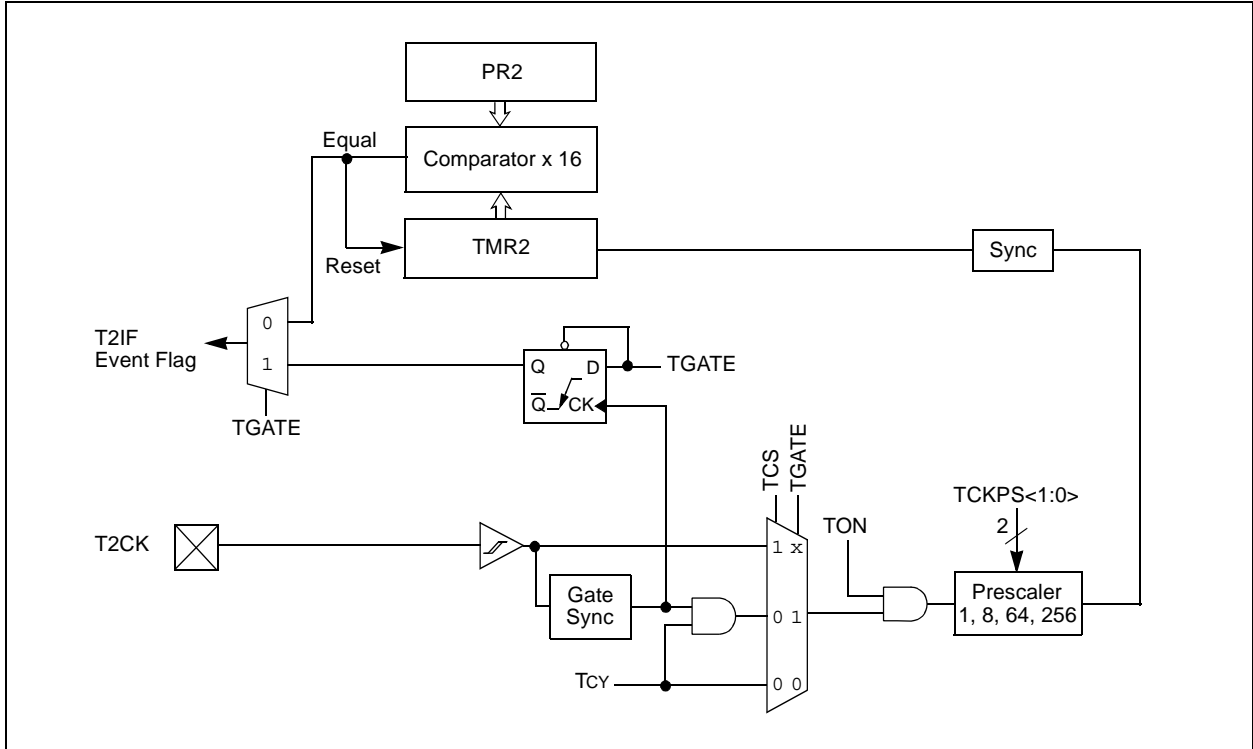 PR2
Equal
Comparator x 16
TMR2
Reset
Sync
0
1
T2IF
Event Flag
TGATE
Q
D
Q̅
CK
TGATE
TCS
TGATE
TCKPS<1:0>
2
TON
T2CK
1 x
Gate
Sync
0 1
Prescaler
1, 8, 64, 256
TCY
0 0